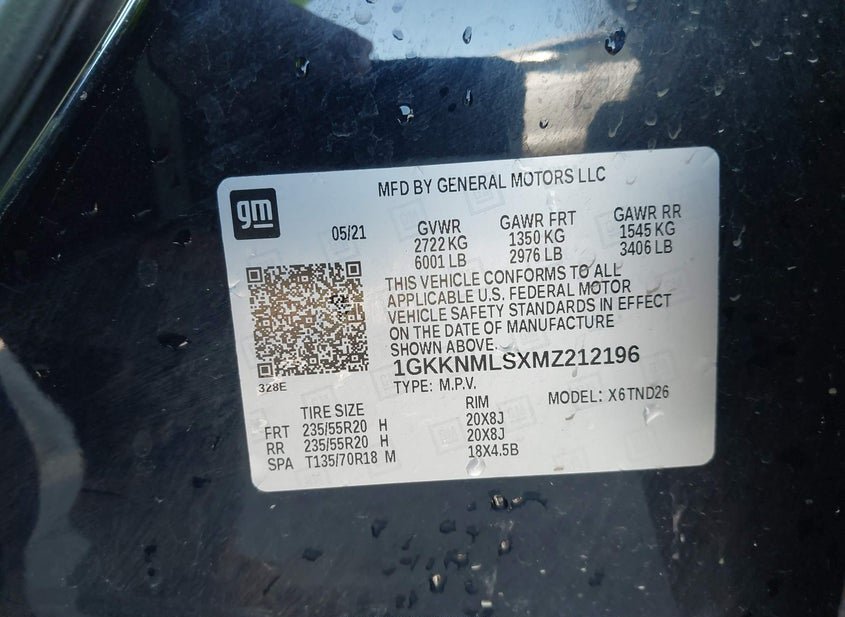 MFD BY GENERAL MOTORS LLC
gm
05/21
GVWR GAWR FRT GAWR RR
2722 KG 1350 KG 1545 KG
6001 LB 2976 LB 3406 LB
THIS VEHICLE CONFORMS TO ALL
APPLICABLE U.S. FEDERAL MOTOR
VEHICLE SAFETY STANDARDS IN EFFECT
ON THE DATE OF MANUFACTURE
SHOWN ABOVE.
1GKKNMLSXMZ212196
328E
TYPE: M.P.V. MODEL: X6TND26
TIRE SIZE RIM
FRT 235/55R20 H 20X8J
RR 235/55R20 H 20X8J
SPA T135/70R18 M 18X4.5B